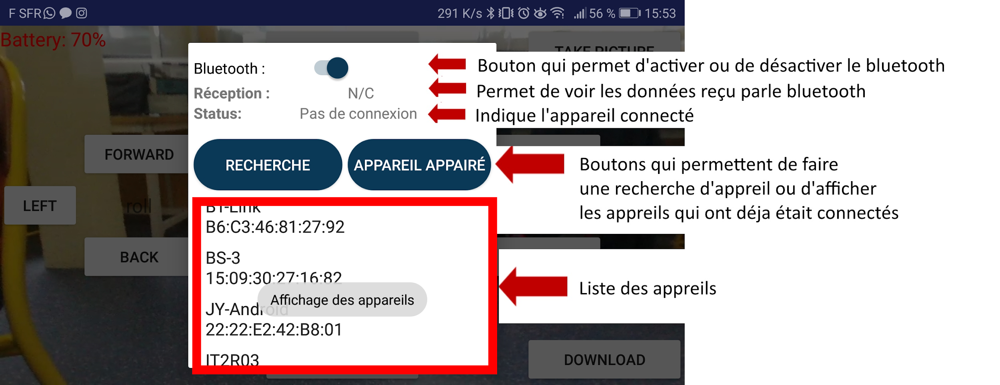 F SFR 291 K/s 56 % 15:53
Battery: 70%
TAKE PICTURE
Bluetooth :
Bouton qui permet d'activer ou de désactiver le bluetooth
Réception : N/C
Permet de voir les données reçu parle bluetooth
Status: Pas de connexion
Indique l'appareil connecté
FORWARD
RECHERCHE
APPAREIL APPAIRÉ
Boutons qui permettent de faire
une recherche d'appreil ou d'afficher
les appreils qui ont déja était connectés
LEFT
roll
BT-Link
B6:C3:46:81:27:92
BACK
BS-3
15:09:30:27:16:82
Affichage des appareils
Liste des appreils
JY-Android
22:22:E2:42:B8:01
IT2R03
DOWNLOAD